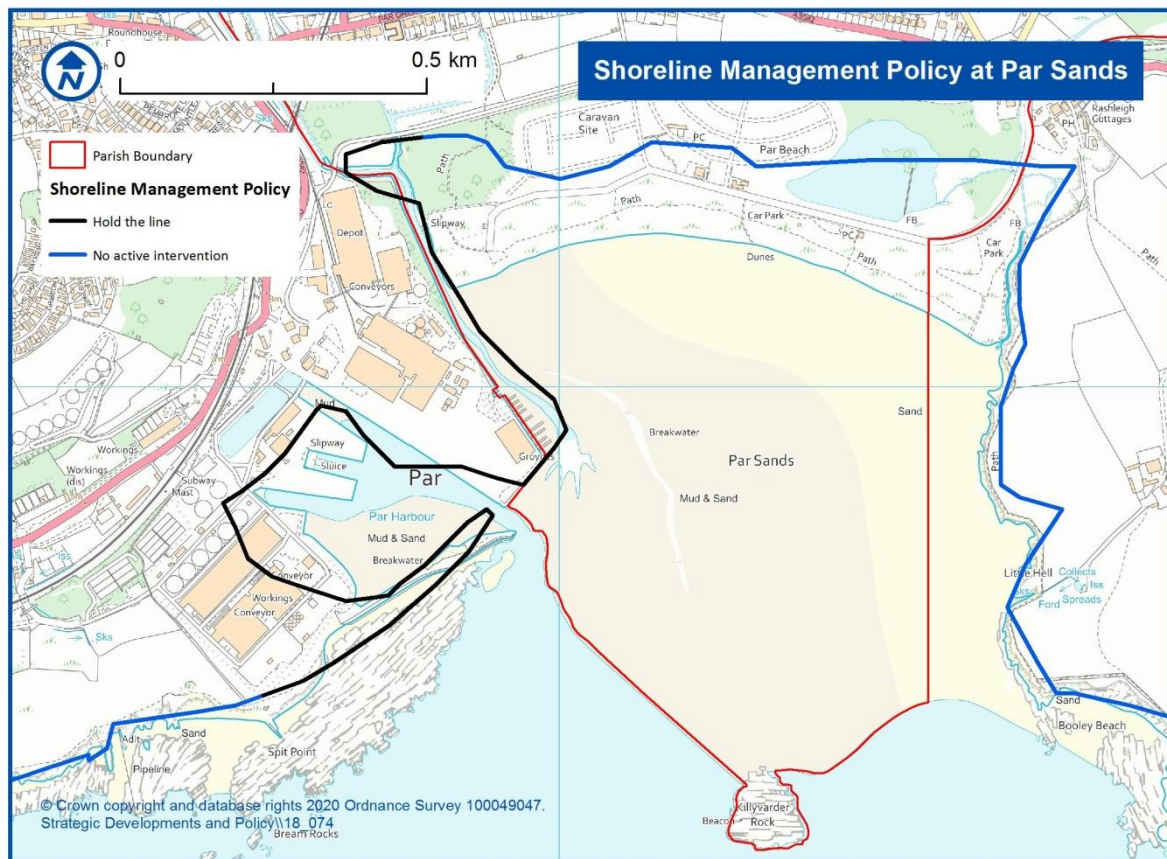 Roundhouse
0
0.5 km
N
Shoreline Management Policy at Par Sands
Parish Boundary
Shoreline Management Policy
Hold the line
No active intervention
Caravan
Site
PC
PH
Rashleigh
Cottages
Par Beach
Path
Sks
LC
Slipway
Path
Car Park
FB
PC
Path
FB
Car
Park
Path
Depot
Dunes
Conveyors
Mud
Slipway
Sluice
Par
Groynes
Breakwater
Par Sands
Mud & Sand
Sand
Path
Workings
Workings
(dis)
Subway
Mast
Iss
Par Harbour
Mud & Sand
Breakwater
Conveyor
Workings
Conveyor
Sks
Little Hell
Collects
Iss
Ford
Spreads
Sks
Sand
Booley Beach
Adit
Sand
Pipeline
Spit Point
Bream Rocks
Killyvarder
Rock
Beacon
© Crown copyright and database rights 2020 Ordnance Survey 100049047.
Strategic Developments and Policy\\18_074